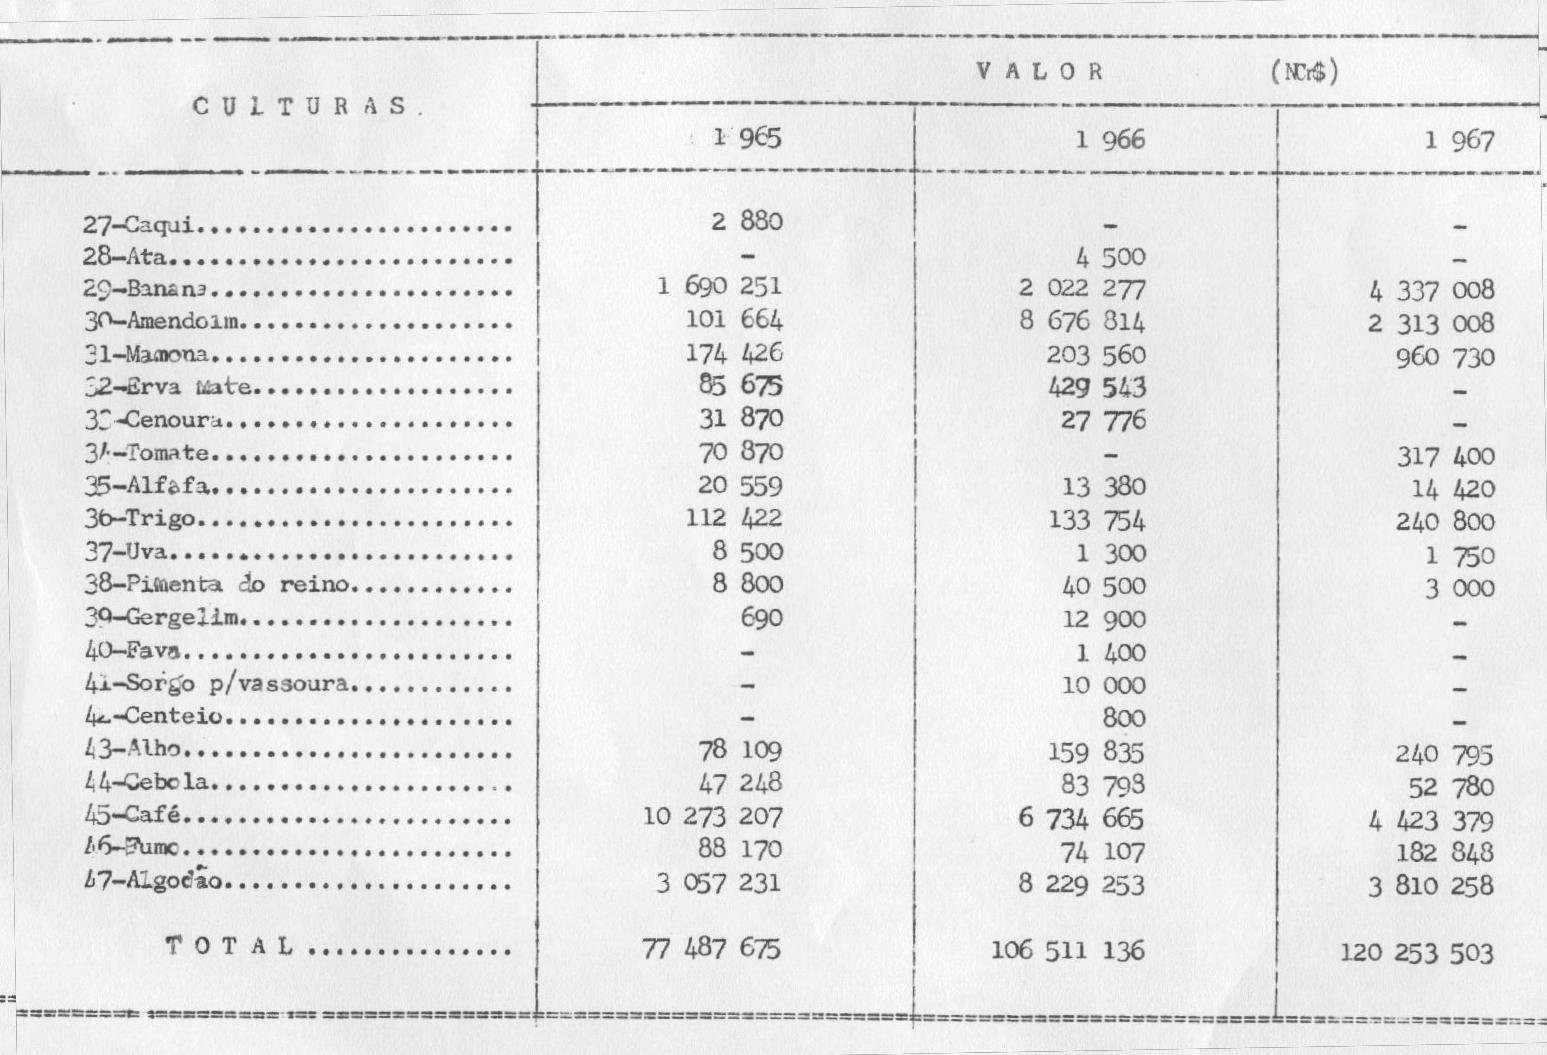 V A L O R (NCr$)
C U L T U R A S.
1 965 1 966 1 967
27-Caqui....................... 2 880 - -
28-Ata......................... - 4 500 -
29-Banana...................... 1 690 251 2 022 277 4 337 008
30-Amendoim.................... 101 664 8 676 814 2 313 008
31-Mamona...................... 174 426 203 560 960 730
32-Erva Mate................... 85 675 429 543 -
33-Cenoura..................... 31 870 27 776 -
34-Tomate...................... 70 870 - 317 400
35-Alfafa...................... 20 559 13 380 14 420
36-Trigo....................... 112 422 133 754 240 800
37-Uva......................... 8 500 1 300 1 750
38-Pimenta do reino............ 8 800 40 500 3 000
39-Gergelim.................... 690 12 900 -
40-Fava........................ - 1 400 -
41-Sorgo p/vassoura............ - 10 000 -
42-Centeio..................... - 800 -
43-Alho........................ 78 109 159 835 240 795
44-Cebola...................... 47 248 83 798 52 780
45-Café........................ 10 273 207 6 734 665 4 423 379
46-Fumo........................ 88 170 74 107 182 848
47-Algodão..................... 3 057 231 8 229 253 3 810 258
T O T A L ............... 77 487 675 106 511 136 120 253 503